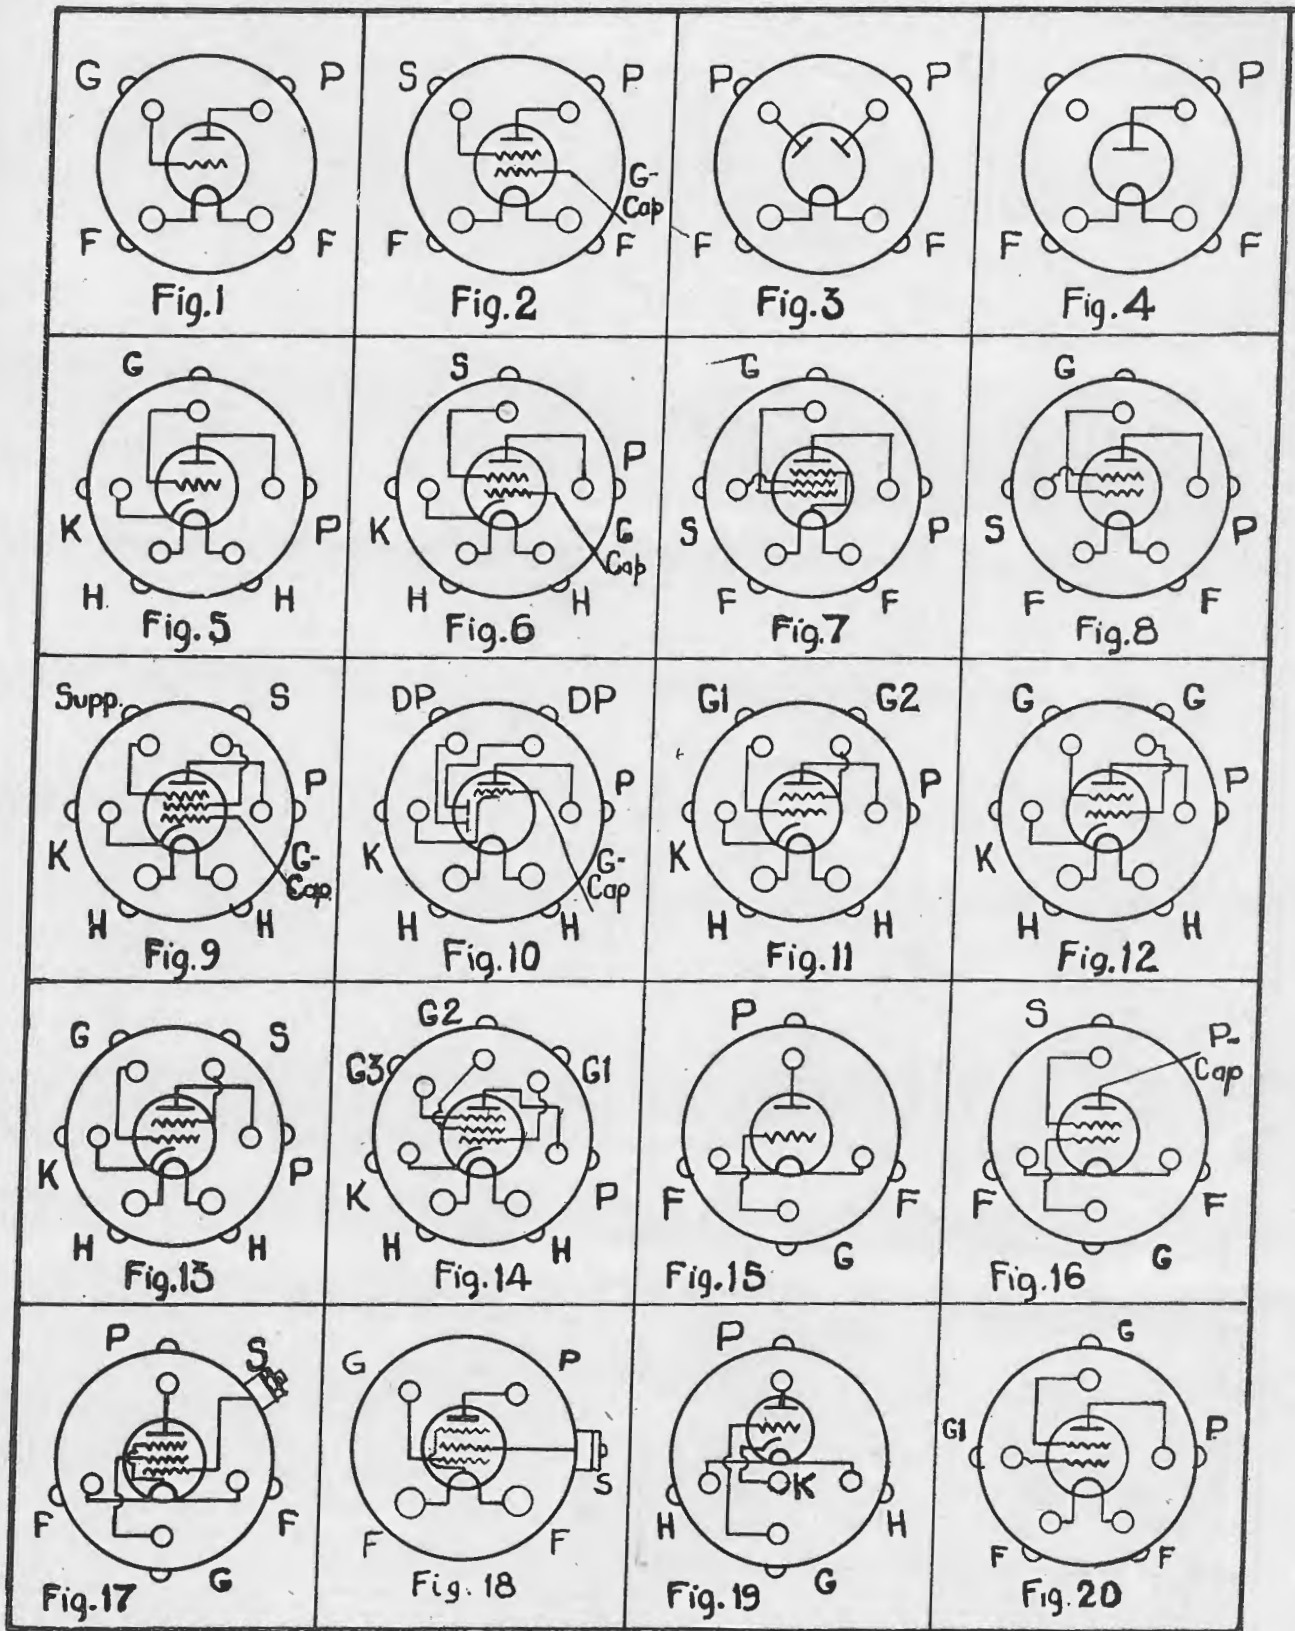 G P
F F
Fig.1
S P
G-
Cap
F F
Fig.2
P P
F F
Fig.3
P
F F
Fig.4
G
K P
H H
Fig.5
S
P
K G
Cap
H H
Fig.6
G
S P
F F
Fig.7
G
S P
F F
Fig.8
Supp. S
P
K G-
Cap
H H
Fig.9
DP DP
P
K G-
Cap
H H
Fig.10
G1 G2
P
K
H H
Fig.11
G G
P
K
H H
Fig.12
G S
K P
H H
Fig.13
G2
G3 G1
K P
H H
Fig.14
P
F F
G
Fig.15
S P-
Cap
F F
G
Fig.16
P S
F F
G
Fig.17
G P
S
F F
Fig. 18
P
K
H H
G
Fig.19
G
G1 P
F F
Fig.20